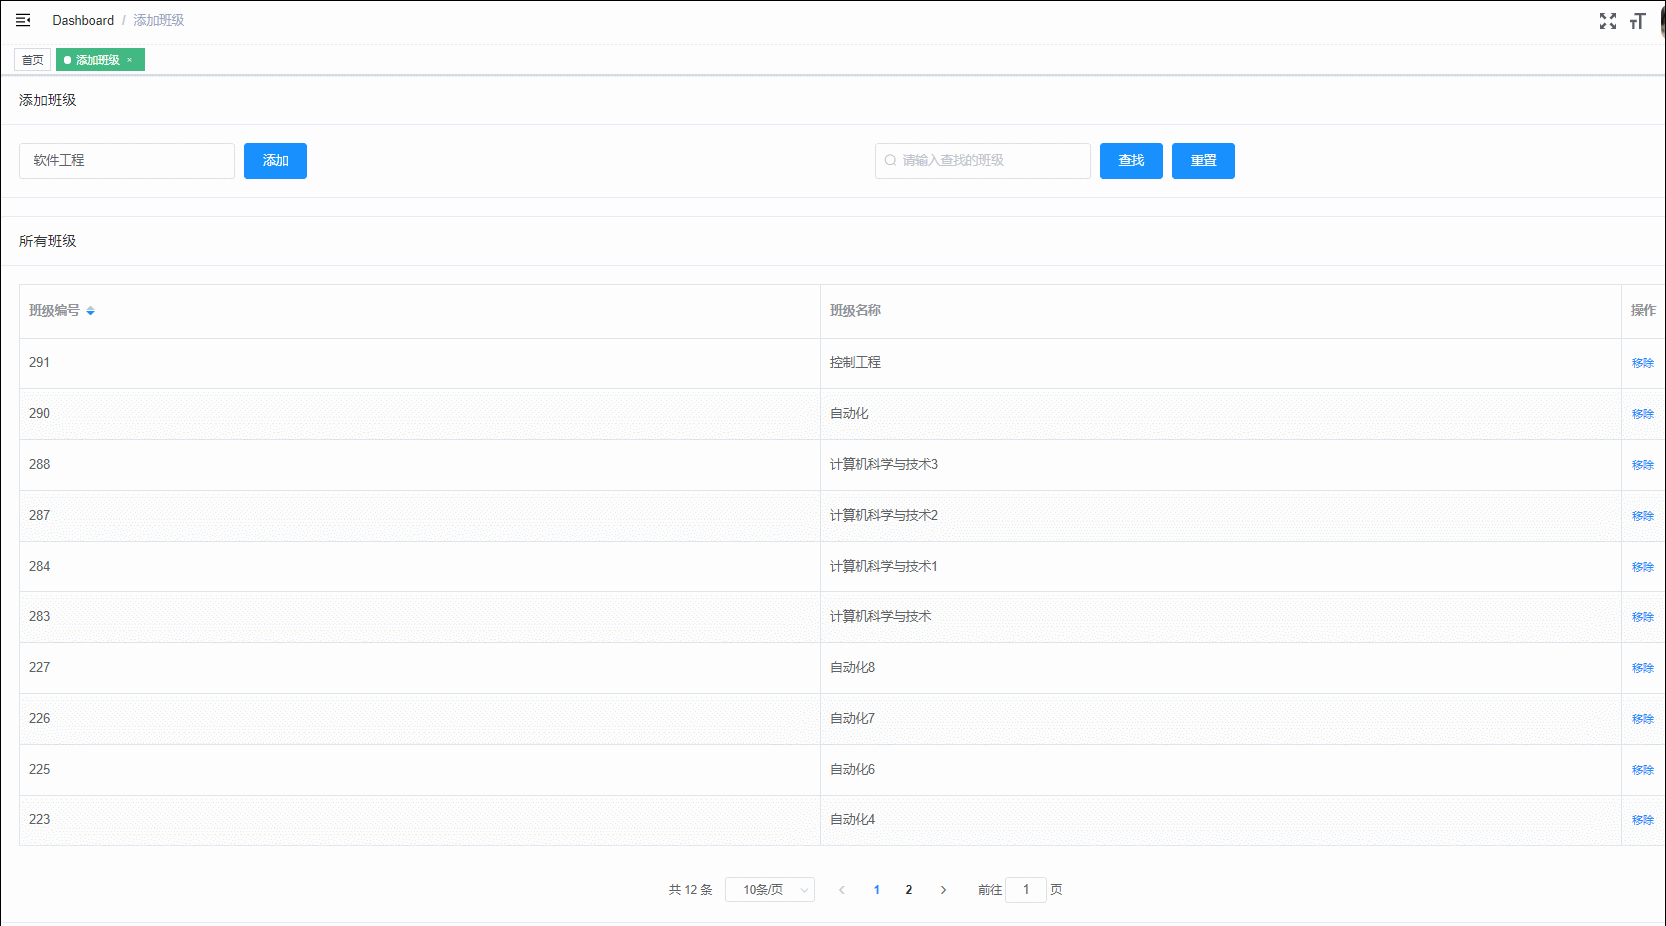 Dashboard / 添加班级
首页 添加班级 ×
添加班级
软件工程 添加 请输入查找的班级 查找 重置
所有班级
班级编号 班级名称 操作
291 控制工程 移除
290 自动化 移除
288 计算机科学与技术3 移除
287 计算机科学与技术2 移除
284 计算机科学与技术1 移除
283 计算机科学与技术 移除
227 自动化8 移除
226 自动化7 移除
225 自动化6 移除
223 自动化4 移除
共 12 条 10条/页 1 2 前往 1 页